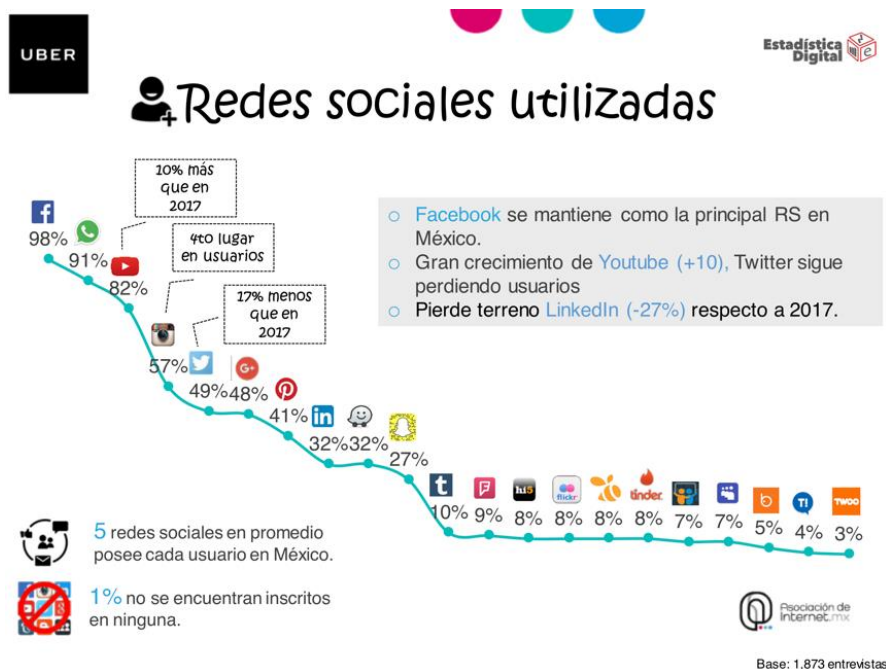 UBER
Estadística
Digital
Redes sociales utilizadas
10% más
que en
2017
4to lugar
en usuarios
17% menos
que en
2017
98%
91%
82%
57%
49%
48%
41%
32%
32%
27%
10%
9%
8%
8%
8%
8%
7%
7%
5%
4%
3%
G+
in
t
hi5
flickr
tinder
b
T!
TWOO
○ Facebook se mantiene como la principal RS en
México.
○ Gran crecimiento de Youtube (+10), Twitter sigue
perdiendo usuarios
○ Pierde terreno LinkedIn (-27%) respecto a 2017.
5 redes sociales en promedio
posee cada usuario en México.
1% no se encuentran inscritos
en ninguna.
Asociación de
Internet.mx
Base: 1,873 entrevistas